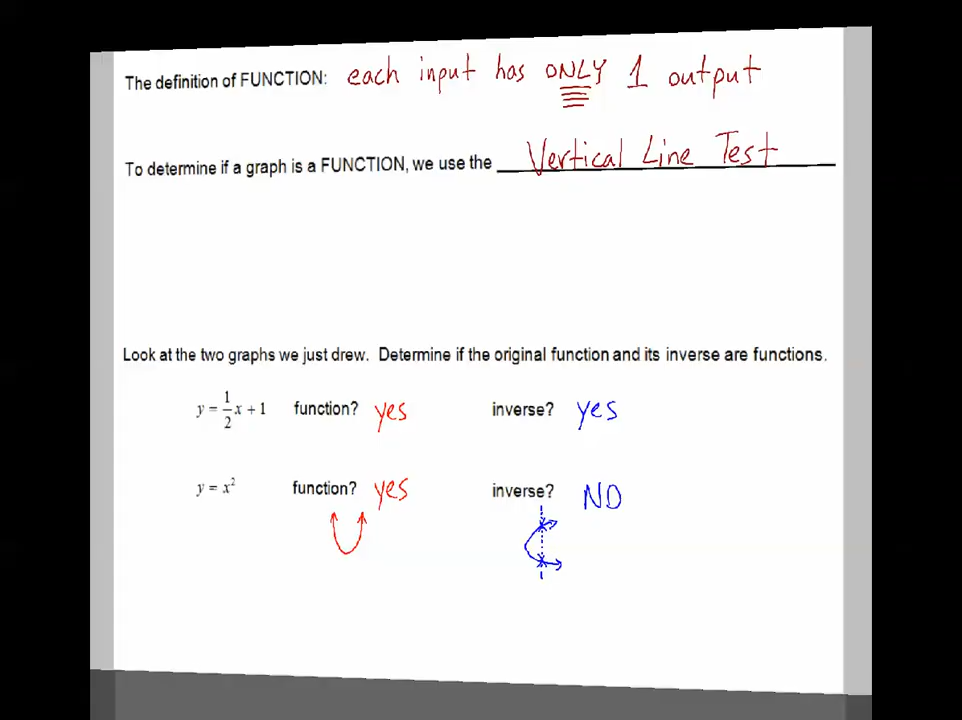 The definition of FUNCTION: each input has ONLY 1 output
To determine if a graph is a FUNCTION, we use the Vertical Line Test
Look at the two graphs we just drew. Determine if the original function and its inverse are functions.
y = 1/2 x + 1 function? yes inverse? yes
y = x² function? yes inverse? NO